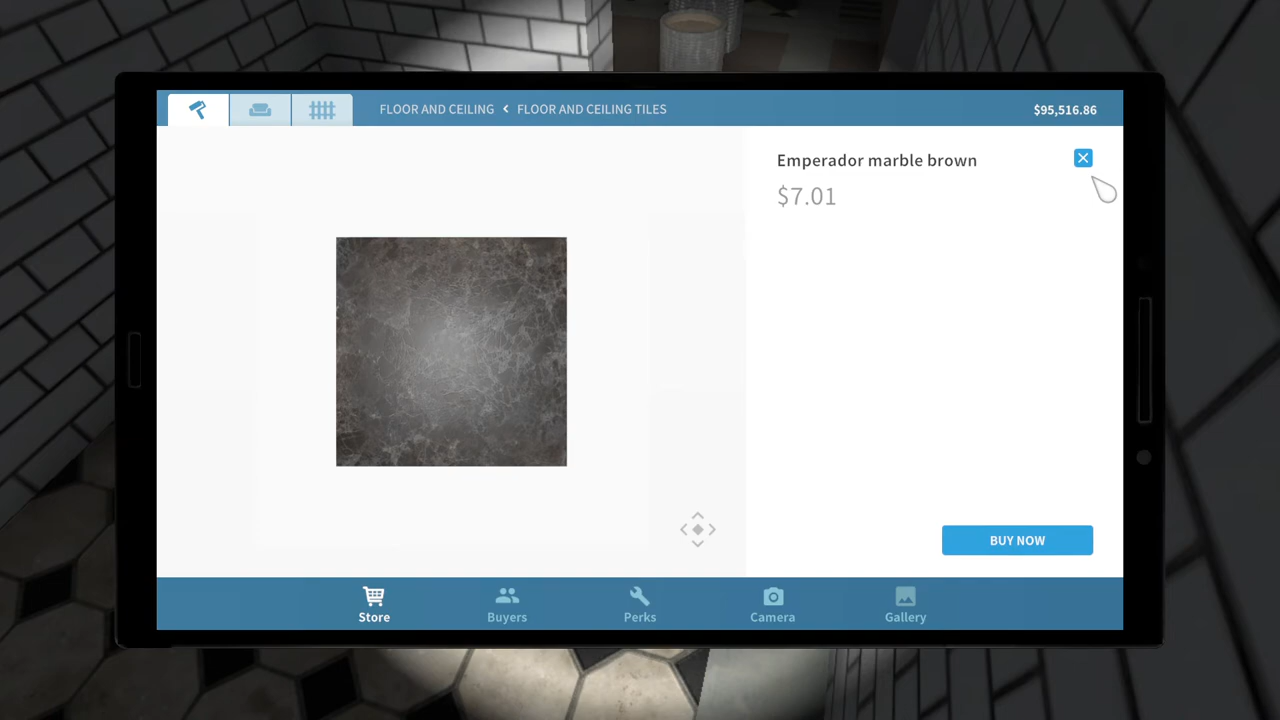 FLOOR AND CEILING < FLOOR AND CEILING TILES
$95,516.86
Emperador marble brown
$7.01
BUY NOW
Store
Buyers
Perks
Camera
Gallery